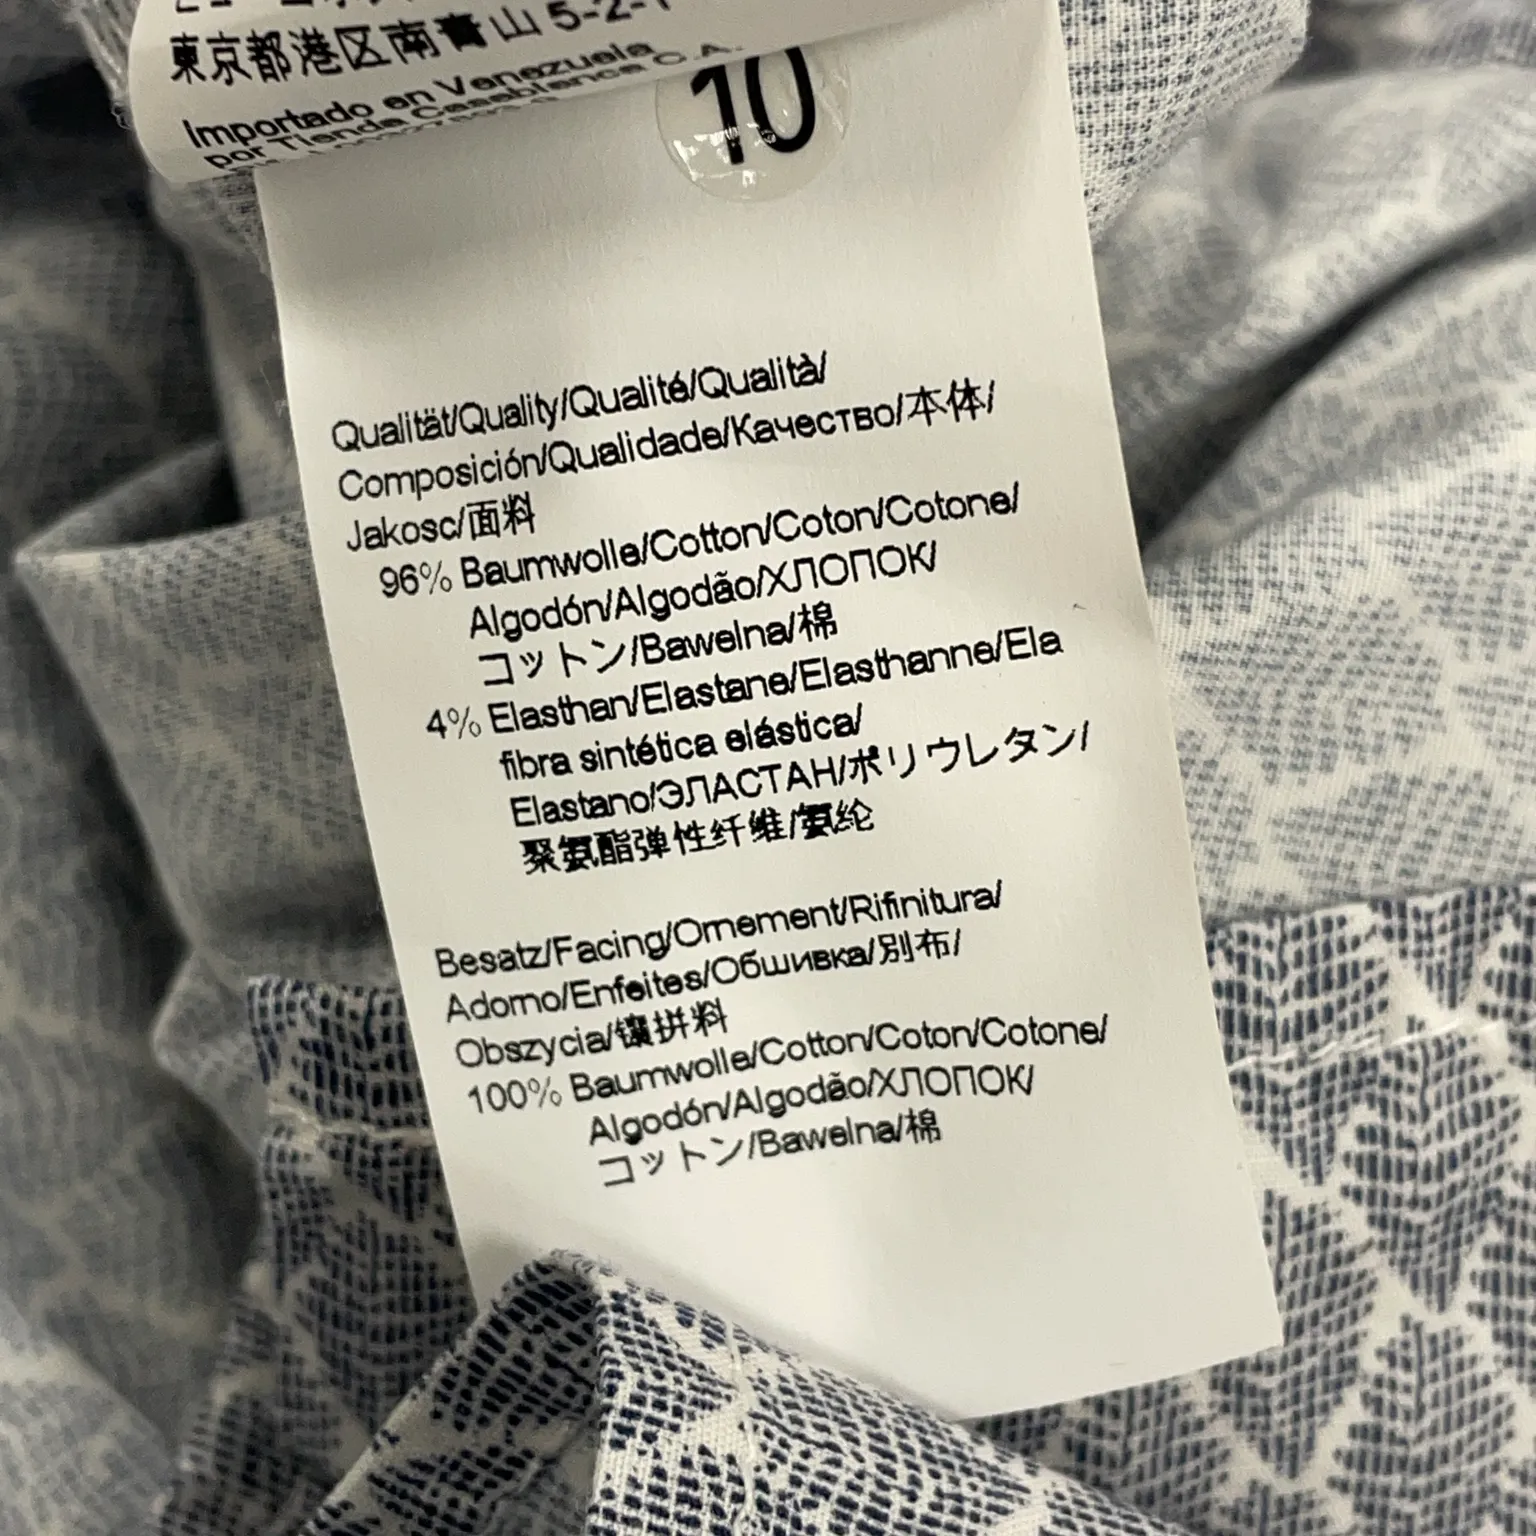 東京都港区南青山5-2-1
Importado en Venezuela
por Tienda Casablanca C.A.
10
Qualität/Quality/Qualité/Qualità/
Composición/Qualidade/Качество/本体/
Jakosc/面料
96% Baumwolle/Cotton/Coton/Cotone/
Algodón/Algodão/ХЛОПОК/
コットン/Bawelna/棉
4% Elasthan/Elastane/Elasthanne/Ela
fibra sintética elástica/
Elastano/ЭЛАСТАН/ポリウレタン/
聚氨酯弹性纤维/氨纶
Besatz/Facing/Ornement/Rifinitura/
Adorno/Enfeites/Обшивка/別布/
Obszycia/镶拼料
100% Baumwolle/Cotton/Coton/Cotone/
Algodón/Algodão/ХЛОПОК/
コットン/Bawelna/棉